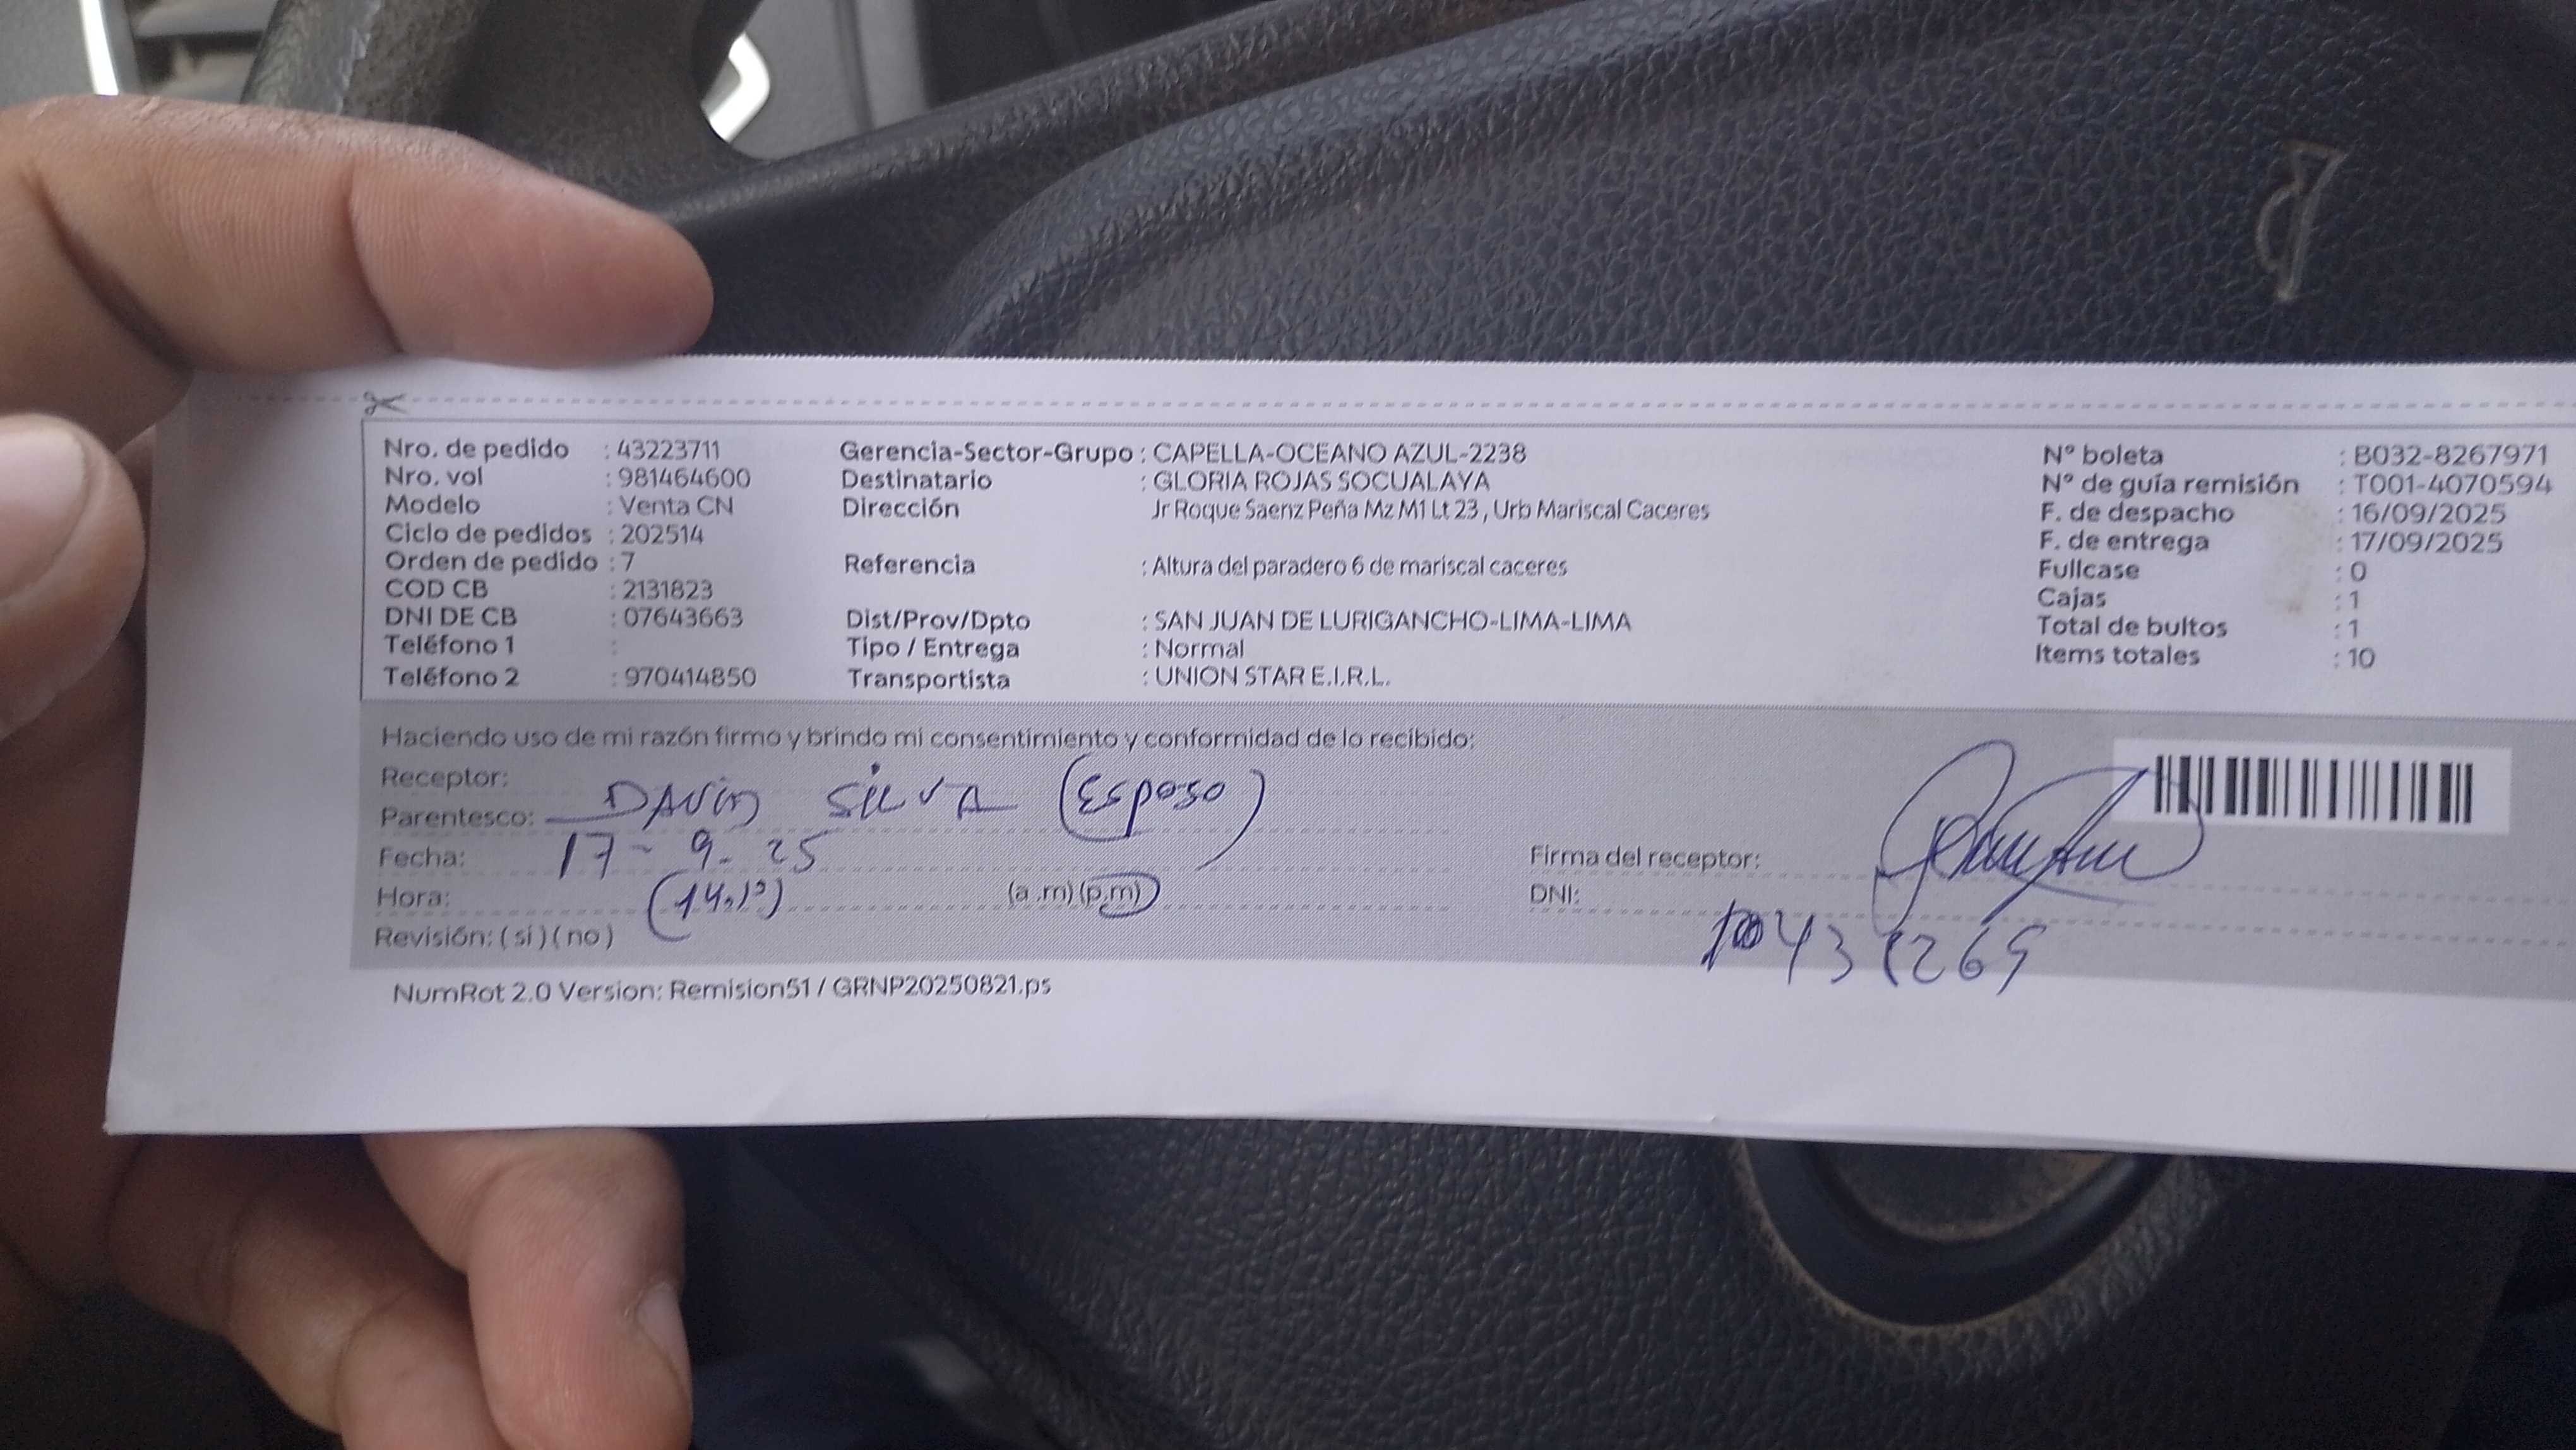 Nro. de pedido : 43223711 Gerencia-Sector-Grupo : CAPELLA-OCEANO AZUL-2238 N° boleta : B032-8267971
Nro. vol : 981464600 Destinatario : GLORIA ROJAS SOCUALAYA N° de guía remisión : T001-4070594
Modelo : Venta CN Dirección Jr Roque Saenz Peña Mz M1 Lt 23 , Urb Mariscal Caceres F. de despacho : 16/09/2025
Ciclo de pedidos : 202514 F. de entrega : 17/09/2025
Orden de pedido : 7 Referencia : Altura del paradero 6 de mariscal caceres Fullcase : 0
COD CB : 2131823 Cajas : 1
DNI DE CB : 07643663 Dist/Prov/Dpto : SAN JUAN DE LURIGANCHO-LIMA-LIMA Total de bultos : 1
Teléfono 1 : Tipo / Entrega : Normal Items totales : 10
Teléfono 2 : 970414850 Transportista : UNION STAR E.I.R.L.
Haciendo uso de mi razón firmo y brindo mi consentimiento y conformidad de lo recibido:
Receptor:
Parentesco: DAVID SILVA (Esposo)
Fecha: 17-9-25 Firma del receptor:
Hora: (a .m) (p.m) DNI:
Revisión: ( sí ) ( no )
NumRot 2.0 Version: Remision51 / GRNP20250821.ps